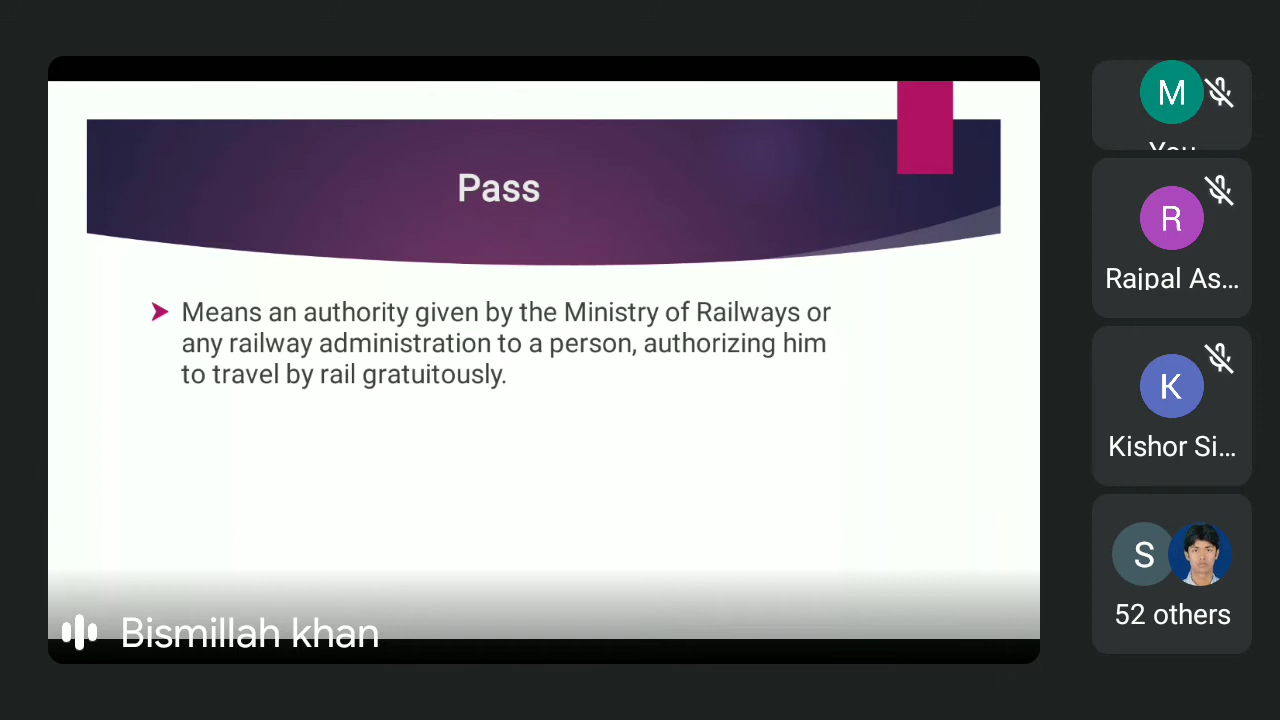 Pass
Means an authority given by the Ministry of Railways or
any railway administration to a person, authorizing him
to travel by rail gratuitously.
Bismillah khan
M
You
R
Rajpal As...
K
Kishor Si...
S
52 others